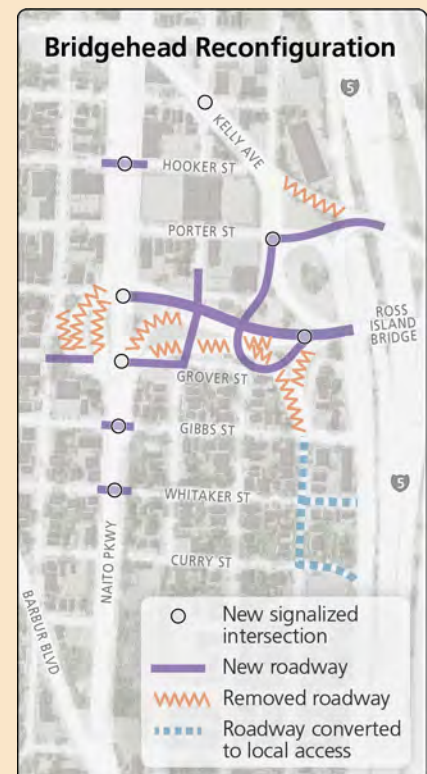 Bridgehead Reconfiguration
5
KELLY AVE
HOOKER ST
PORTER ST
ROSS
ISLAND
BRIDGE
GROVER ST
GIBBS ST
5
WHITAKER ST
NAITO PKWY
CURRY ST
BARBUR BLVD
New signalized
intersection
New roadway
Removed roadway
Roadway converted
to local access